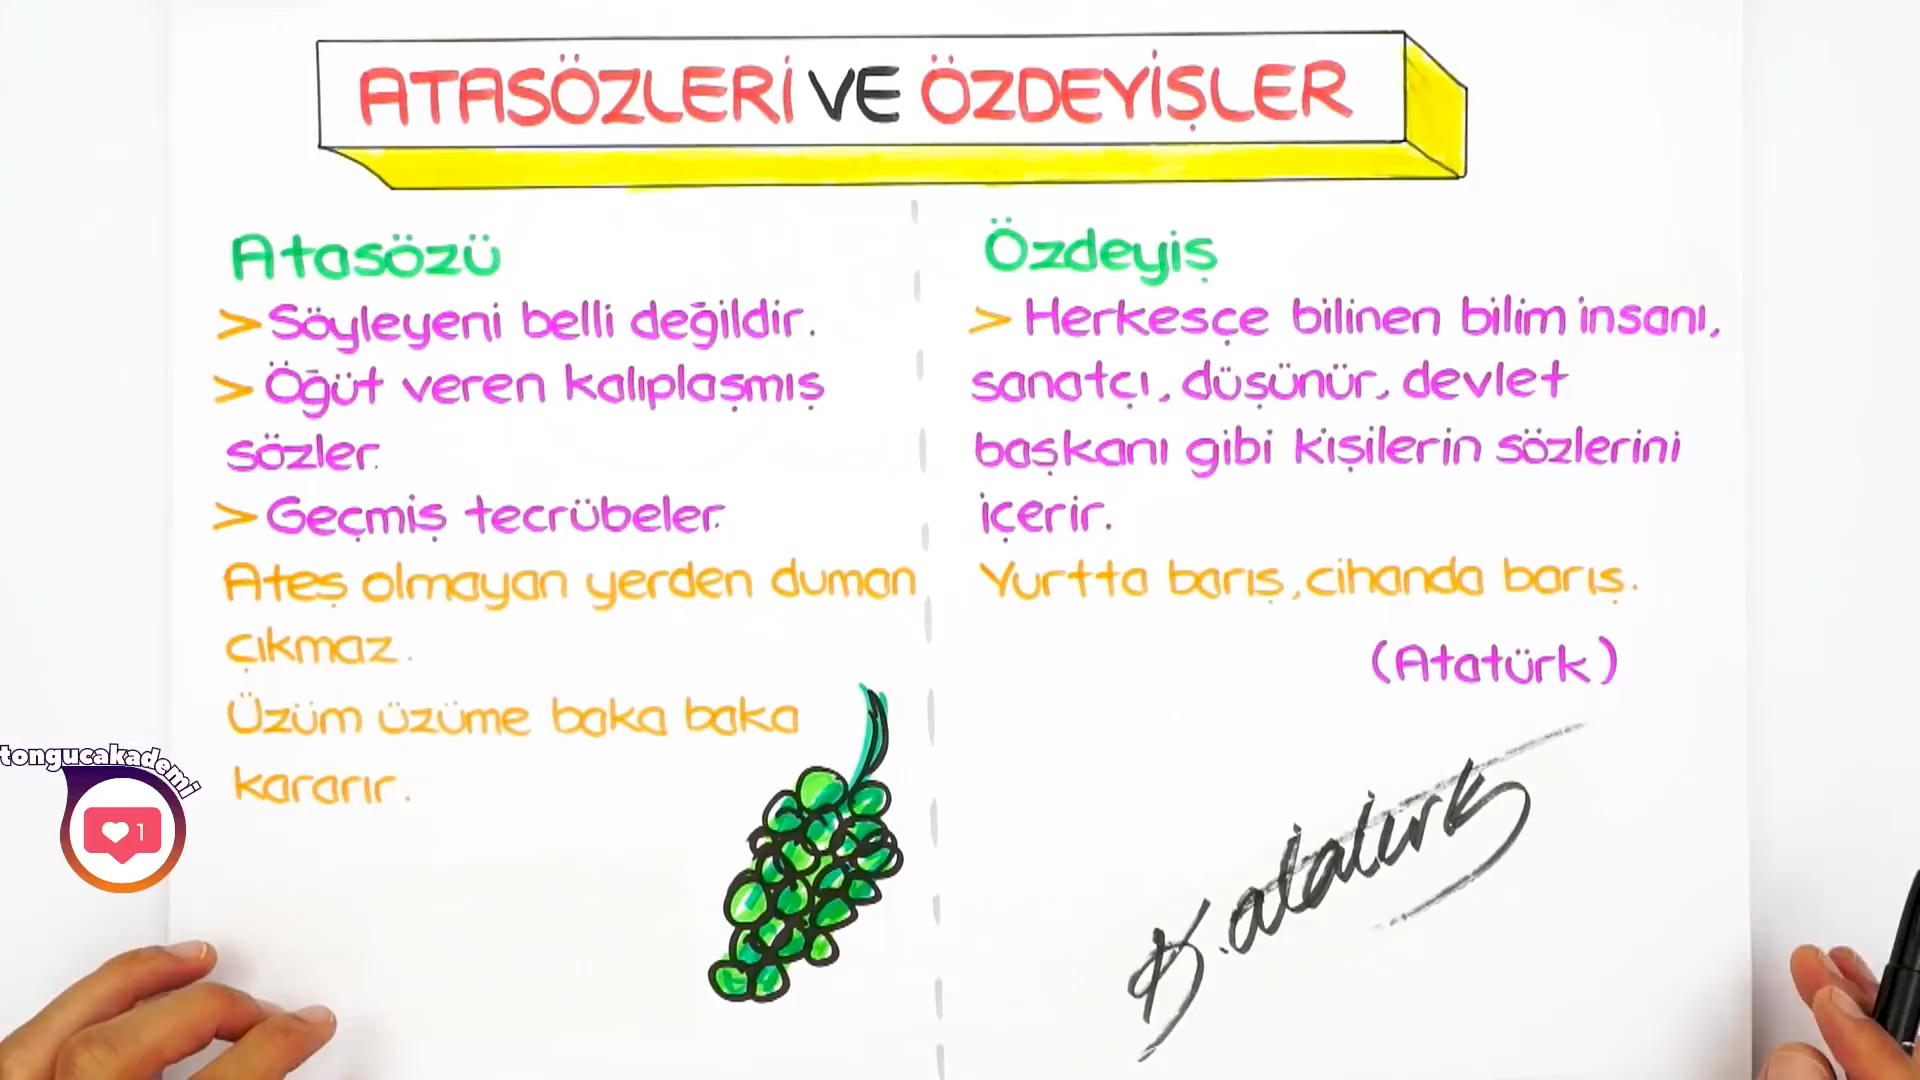 ATASÖZLERİ VE ÖZDEYİŞLER
Atasözü
> Söyleyeni belli değildir.
> Öğüt veren kalıplaşmış
sözler.
> Geçmiş tecrübeler.
Ateş olmayan yerden duman
çıkmaz.
Üzüm üzüme baka baka
kararır.
Özdeyiş
> Herkesçe bilinen bilim insanı,
sanatçı, düşünür, devlet
başkanı gibi kişilerin sözlerini
içerir.
Yurtta barış, cihanda barış.
(Atatürk)
K. Atatürk
tongucakademi
1